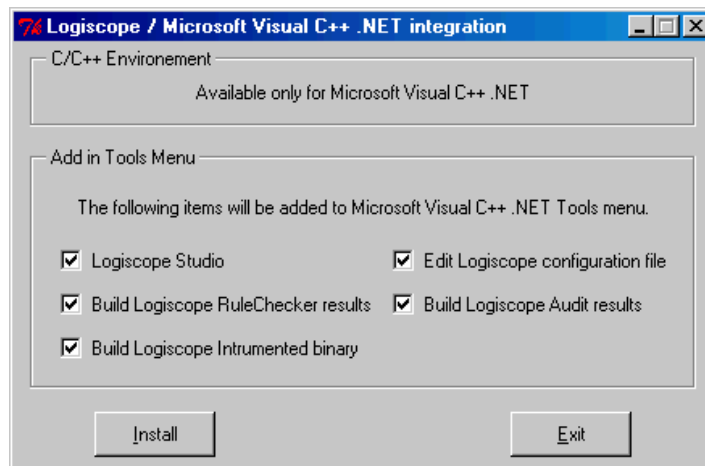 Logiscope / Microsoft Visual C++ .NET integration
C/C++ Environement
Available only for Microsoft Visual C++ .NET
Add in Tools Menu
The following items will be added to Microsoft Visual C++ .NET Tools menu.
Logiscope Studio
Edit Logiscope configuration file
Build Logiscope RuleChecker results
Build Logiscope Audit results
Build Logiscope Intrumented binary
Install
Exit